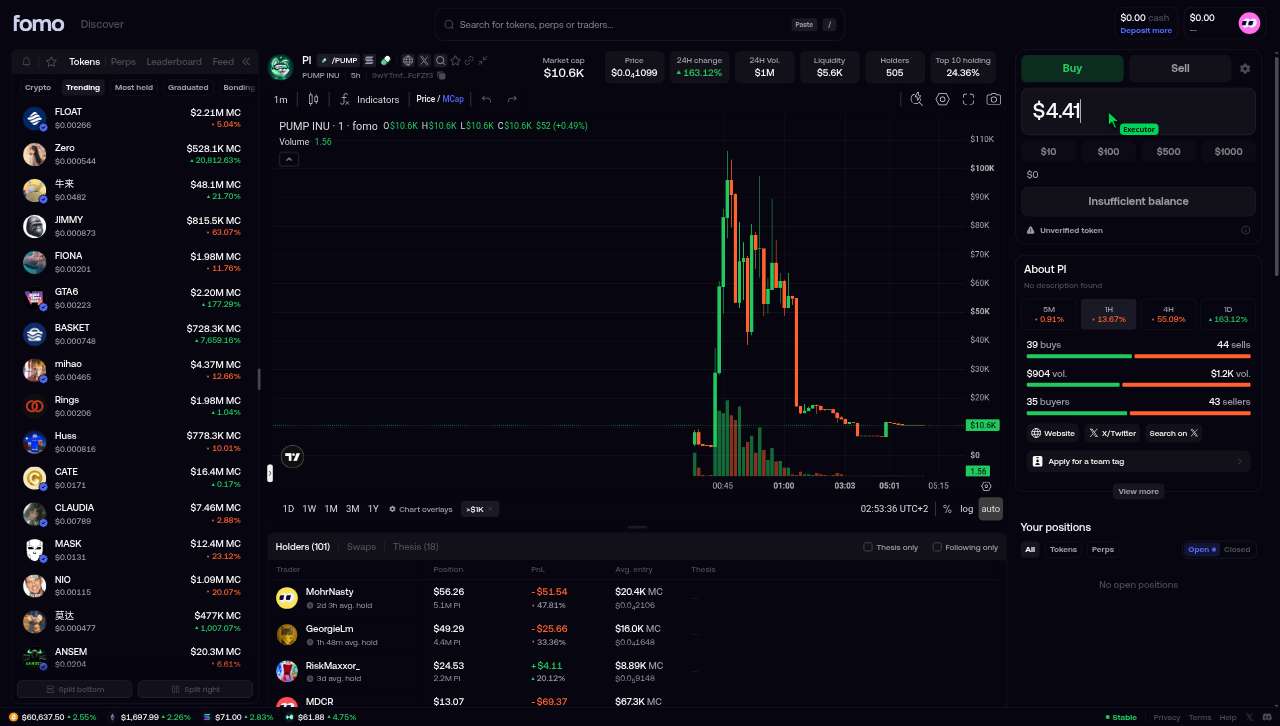 fomo
Discover
Search for tokens, perps or traders...
Paste
/
$0.00 cash
Deposit more
$0.00
—
Tokens Perps Leaderboard Feed
Crypto Trending Most held Graduated Bonding
FLOAT $2.21M MC
$0.00266 5.04%
Zero $528.1K MC
$0.000544 20,812.63%
牛来 $48.1M MC
$0.0482 21.70%
JIMMY $815.5K MC
$0.000873 63.07%
FIONA $1.98M MC
$0.00201 11.76%
GTA6 $2.20M MC
$0.00223 177.29%
BASKET $728.3K MC
$0.000748 7,659.16%
mihao $4.37M MC
$0.00465 12.66%
Rings $1.98M MC
$0.00206 1.04%
Huss $778.3K MC
$0.000816 10.01%
CATE $16.4M MC
$0.0171 0.17%
CLAUDIA $7.46M MC
$0.00789 2.88%
MASK $12.4M MC
$0.0131 23.12%
NIO $1.09M MC
$0.00115 20.07%
莫达 $477K MC
$0.000477 1,007.07%
ANSEM $20.3M MC
$0.0204 6.61%
Split bottom Split right
PI /PUMP
PUMP INU 5h
Market cap
$10.6K
Price
$0.0₄1099
24H change
163.12%
24H Vol.
$1M
Liquidity
$5.6K
Holders
505
Top 10 holding
24.36%
1m Indicators Price / MCap
PUMP INU · 1 · fomo O$10.6K H$10.6K L$10.6K C$10.6K $52 (+0.49%)
Volume 1.56
$110K
$100K
$90K
$80K
$70K
$60K
$50K
$40K
$30K
$20K
$10.6K
$0
1.56
00:45 01:00 03:03 05:01 05:15
1D 1W 1M 3M 1Y Chart overlays >$1K
02:53:36 UTC+2 % log auto
Holders (101) Swaps Thesis (18)
Thesis only Following only
Trader Position PnL Avg. entry Thesis
MohrNasty $56.26 -$51.54 $20.4K MC
2d 3h avg. hold 5.1M PI 47.81% $0.0₄2106
GeorgieLm $49.29 -$25.66 $16.0K MC
1h 48m avg. hold 4.4M PI 33.36% $0.0₄1648
RiskMaxxor_ $24.53 +$4.11 $8.89K MC
3d avg. hold 2.2M PI 20.12% $0.0₅9148
MDCR $13.07 -$69.37 $67.3K MC
Buy Sell
$4.41
Executor
$10 $100 $500 $1000
$0
Insufficient balance
Unverified token
About PI
No description found
5M 1H 4H 1D
0.91% 13.67% 55.09% 163.12%
39 buys 44 sells
$904 vol. $1.2K vol.
35 buyers 43 sellers
Website X/Twitter Search on X
Apply for a team tag
View more
Your positions
All Tokens Perps Open Closed
No open positions
$60,637.50 2.55% $1,697.99 2.26% $71.00 2.83% $61.88 4.75%
Stable Privacy Terms Help